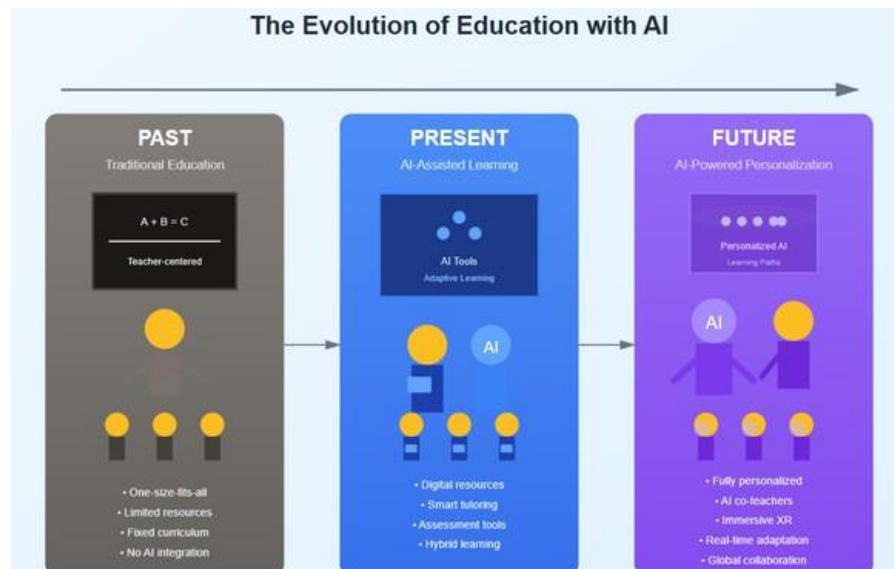 The Evolution of Education with AI
PAST
Traditional Education
A + B = C
Teacher-centered
• One-size-fits-all
• Limited resources
• Fixed curriculum
• No AI integration
PRESENT
AI-Assisted Learning
AI Tools
Adaptive Learning
AI
• Digital resources
• Smart tutoring
• Assessment tools
• Hybrid learning
FUTURE
AI-Powered Personalization
Personalized AI
Learning Paths
AI
• Fully personalized
• AI co-teachers
• Immersive XR
• Real-time adaptation
• Global collaboration